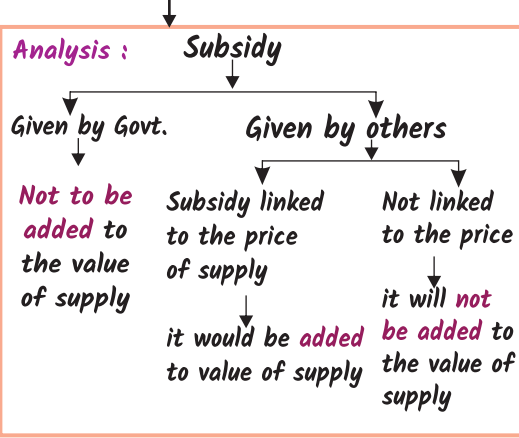 Analysis :
Subsidy
Given by Govt.
Given by others
Not to be
added to
the value
of supply
Subsidy linked
to the price
of supply
it would be added
to value of supply
Not linked
to the price
it will not
be added to
the value of
supply